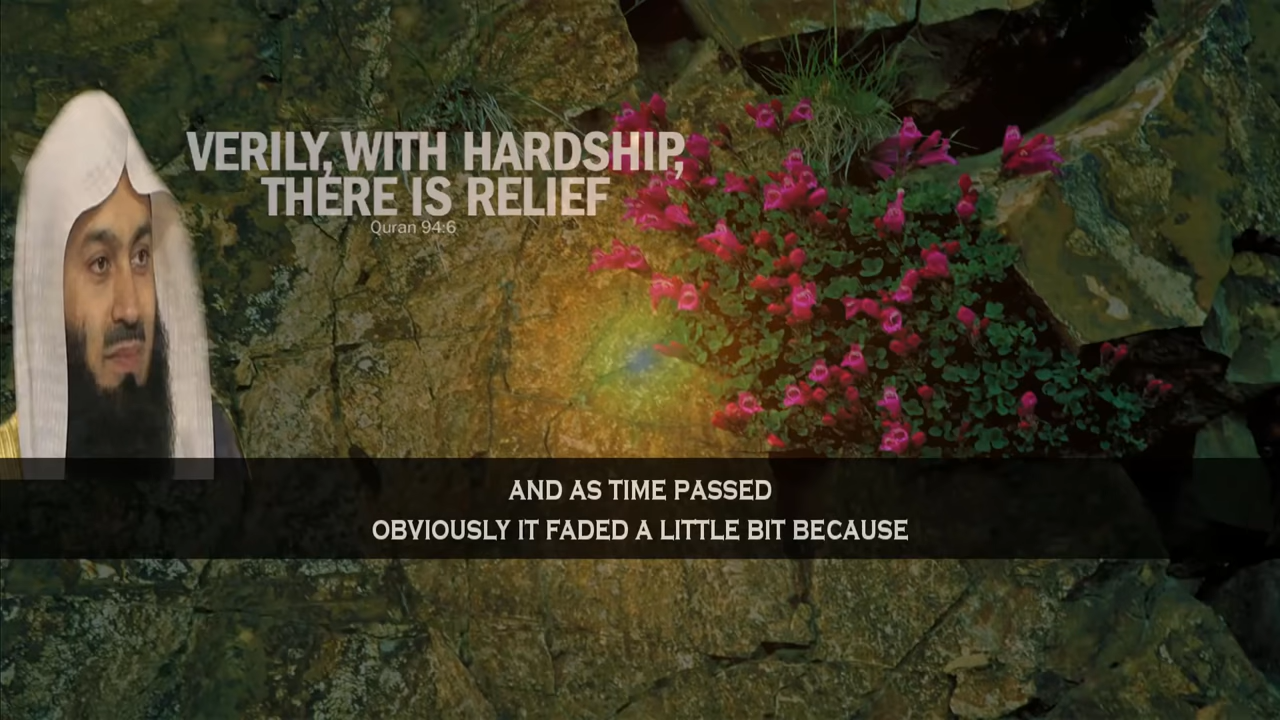 VERILY, WITH HARDSHIP,
THERE IS RELIEF
Quran 94:6
AND AS TIME PASSED
OBVIOUSLY IT FADED A LITTLE BIT BECAUSE